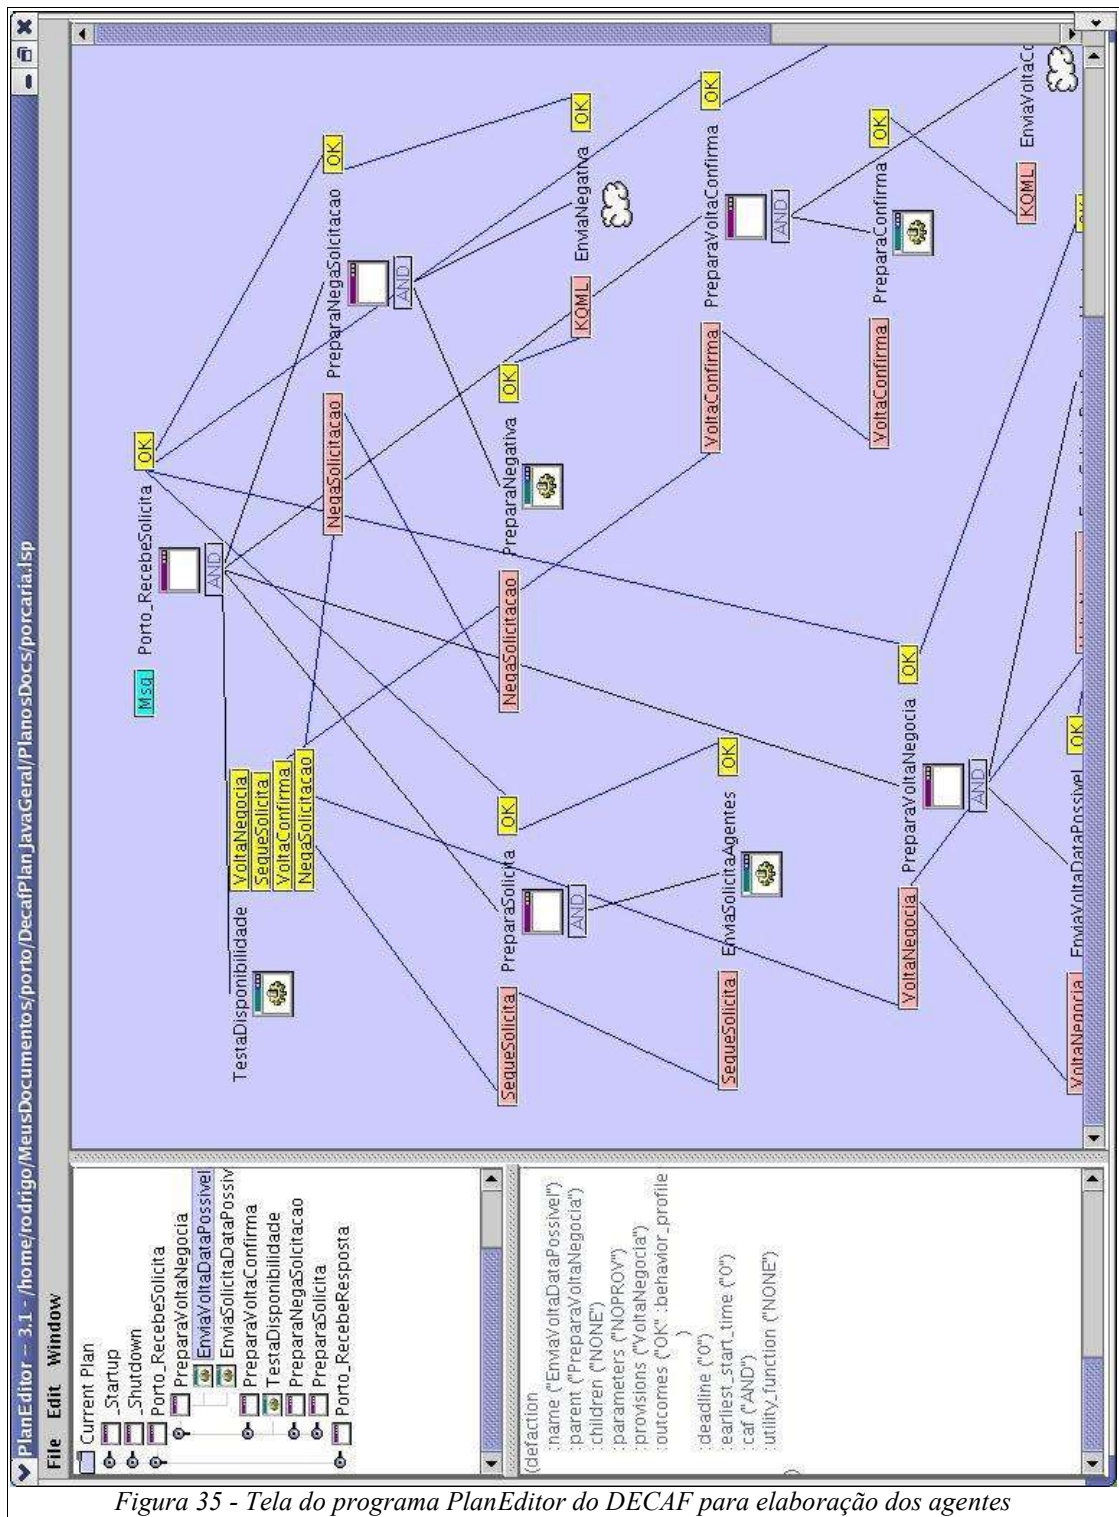 PlanEditor -- 3.1 - /home/rodrigo/MeusDocumentos/porto/DecafPlanJavaGeral/PlanosDocs/porcaria.lsp
File Edit Window
Current Plan
_Startup
_Shutdown
Porto_RecebeSolicita
PreparaVoltaNegocia
EnviaVoltaDataPossivel
EnviaSolicitaDataPossiv
PreparaVoltaConfirma
TestaDisponibilidade
PreparaNegaSolcitacao
PreparaSolicita
Porto_RecebeResposta
(defaction
:name ("EnviaVoltaDataPossivel")
:parent ("PreparaVoltaNegocia")
:children ("NONE")
:parameters ("NOPROV")
:provisions ("VoltaNegocia")
:outcomes ("OK" :behavior_profile
)
:deadline ("0")
:earliest_start_time ("0")
:caf ("AND")
:utility_function ("NONE")
)
Msg Porto_RecebeSolicita OK
AND
TestaDisponibilidade
VoltaNegocia
SegueSolicita
VoltaConfirma
NegaSolicitacao
NegaSolicitacao PreparaNegaSolcitacao OK
AND
SegueSolicita PreparaSolicita OK
AND
NegaSolicitacao PreparaNegativa OK
KQML EnviaNegativa OK
SegueSolicita EnviaSolicitaAgentes OK
VoltaConfirma PreparaVoltaConfirma OK
AND
VoltaConfirma PreparaConfirma OK
VoltaNegocia PreparaVoltaNegocia OK
AND
KQML EnviaVoltaCo
VoltaNegocia EnviaVoltaDataPossivel OK
OK
Figura 35 - Tela do programa PlanEditor do DECAF para elaboração dos agentes